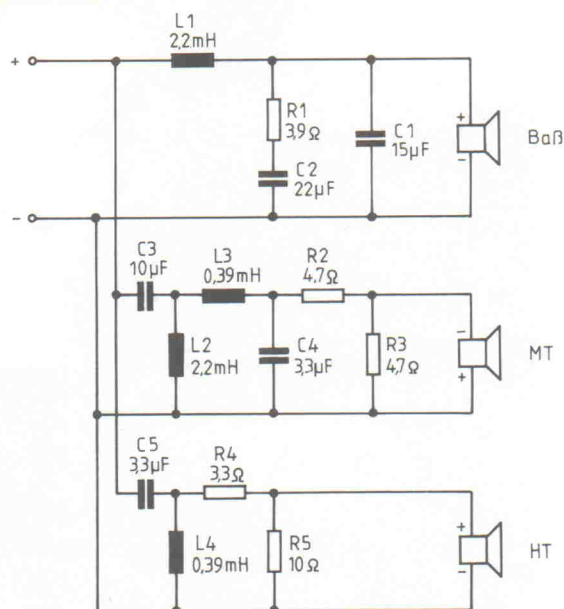 L1
2,2mH
+
R1
3,9Ω
C1
15µF
+
-
Baß
C2
22µF
-
C3
10µF
L3
0,39mH
R2
4,7Ω
L2
2,2mH
C4
3,3µF
R3
4,7Ω
-
+
MT
C5
3,3µF
R4
3,3Ω
L4
0,39mH
R5
10Ω
+
-
HT